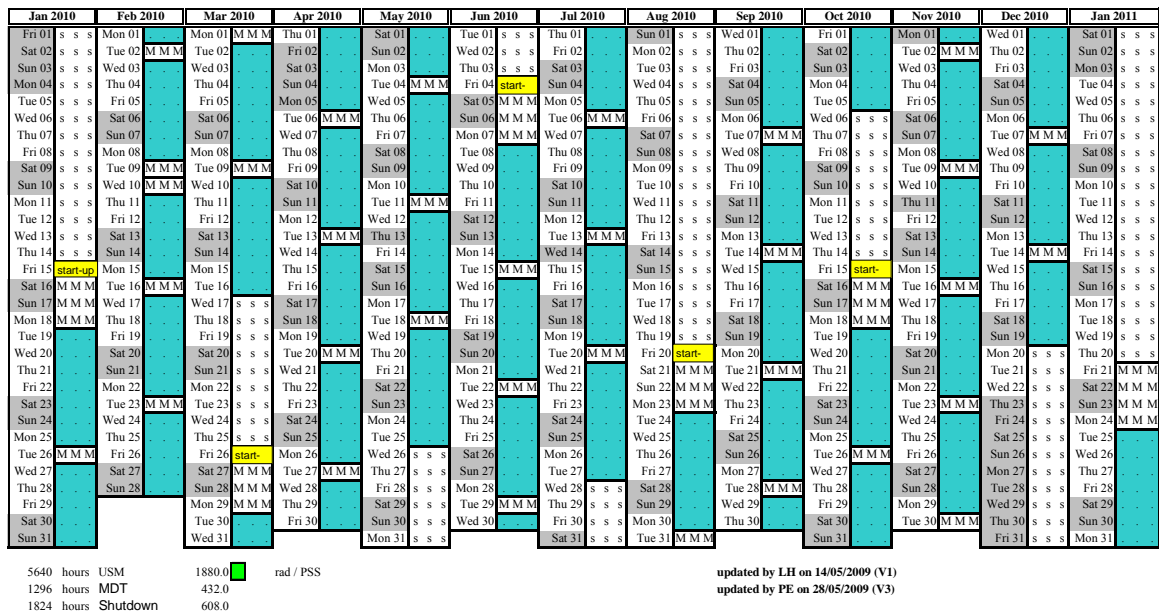 Jan 2010 Feb 2010 Mar 2010 Apr 2010 May 2010 Jun 2010 Jul 2010 Aug 2010 Sep 2010 Oct 2010 Nov 2010 Dec 2010 Jan 2011
Fri 01 s s s Mon 01 Mon 01 M M M Thu 01 Sat 01 Tue 01 s s s Thu 01 Sun 01 s s s Wed 01 Fri 01 Mon 01 Wed 01 Sat 01 s s s
Sat 02 s s s Tue 02 M M M Tue 02 Fri 02 Sun 02 Wed 02 s s s Fri 02 Mon 02 s s s Thu 02 Sat 02 Tue 02 M M M Thu 02 Sun 02 s s s
Sun 03 s s s Wed 03 Wed 03 Sat 03 Mon 03 Thu 03 s s s Sat 03 Tue 03 s s s Fri 03 Sun 03 Wed 03 Fri 03 Mon 03 s s s
Mon 04 s s s Thu 04 Thu 04 Sun 04 Tue 04 M M M Fri 04 start- Sun 04 Wed 04 s s s Sat 04 Mon 04 Thu 04 Sat 04 Tue 04 s s s
Tue 05 s s s Fri 05 Fri 05 Mon 05 Wed 05 Sat 05 M M M Mon 05 Thu 05 s s s Sun 05 Tue 05 Fri 05 Sun 05 Wed 05 s s s
Wed 06 s s s Sat 06 Sat 06 Tue 06 M M M Thu 06 Sun 06 M M M Tue 06 M M M Fri 06 s s s Mon 06 Wed 06 s s s Sat 06 Mon 06 Thu 06 s s s
Thu 07 s s s Sun 07 Sun 07 Wed 07 Fri 07 Mon 07 M M M Wed 07 Sat 07 s s s Tue 07 M M M Thu 07 s s s Sun 07 Tue 07 M M M Fri 07 s s s
Fri 08 s s s Mon 08 Mon 08 Thu 08 Sat 08 Tue 08 Thu 08 Sun 08 s s s Wed 08 Fri 08 s s s Mon 08 Wed 08 Sat 08 s s s
Sat 09 s s s Tue 09 M M M Tue 09 M M M Fri 09 Sun 09 Wed 09 Fri 09 Mon 09 s s s Thu 09 Sat 09 s s s Tue 09 M M M Thu 09 Sun 09 s s s
Sun 10 s s s Wed 10 M M M Wed 10 Sat 10 Mon 10 Thu 10 Sat 10 Tue 10 s s s Fri 10 Sun 10 s s s Wed 10 Fri 10 Mon 10 s s s
Mon 11 s s s Thu 11 Thu 11 Sun 11 Tue 11 M M M Fri 11 Sun 11 Wed 11 s s s Sat 11 Mon 11 s s s Thu 11 Sat 11 Tue 11 s s s
Tue 12 s s s Fri 12 Fri 12 Mon 12 Wed 12 Sat 12 Mon 12 Thu 12 s s s Sun 12 Tue 12 s s s Fri 12 Sun 12 Wed 12 s s s
Wed 13 s s s Sat 13 Sat 13 Tue 13 M M M Thu 13 Sun 13 Tue 13 M M M Fri 13 s s s Mon 13 Wed 13 s s s Sat 13 Mon 13 Thu 13 s s s
Thu 14 s s s Sun 14 Sun 14 Wed 14 Fri 14 Mon 14 Wed 14 Sat 14 s s s Tue 14 M M M Thu 14 s s s Sun 14 Tue 14 M M M Fri 14 s s s
Fri 15 start-up Mon 15 Mon 15 Thu 15 Sat 15 Tue 15 M M M Thu 15 Sun 15 s s s Wed 15 Fri 15 start- Mon 15 Wed 15 Sat 15 s s s
Sat 16 M M M Tue 16 M M M Tue 16 Fri 16 Sun 16 Wed 16 Fri 16 Mon 16 s s s Thu 16 Sat 16 M M M Tue 16 M M M Thu 16 Sun 16 s s s
Sun 17 M M M Wed 17 Wed 17 s s s Sat 17 Mon 17 Thu 17 Sat 17 Tue 17 s s s Fri 17 Sun 17 M M M Wed 17 Fri 17 Mon 17 s s s
Mon 18 M M M Thu 18 Thu 18 s s s Sun 18 Tue 18 M M M Fri 18 Sun 18 Wed 18 s s s Sat 18 Mon 18 M M M Thu 18 Sat 18 Tue 18 s s s
Tue 19 Fri 19 Fri 19 s s s Mon 19 Wed 19 Sat 19 Mon 19 Thu 19 s s s Sun 19 Tue 19 Fri 19 Sun 19 Wed 19 s s s
Wed 20 Sat 20 Sat 20 s s s Tue 20 M M M Thu 20 Sun 20 Tue 20 M M M Fri 20 start- Mon 20 Wed 20 Sat 20 Mon 20 s s s Thu 20 s s s
Thu 21 Sun 21 Sun 21 s s s Wed 21 Fri 21 Mon 21 Wed 21 Sat 21 M M M Tue 21 M M M Thu 21 Sun 21 Tue 21 s s s Fri 21 M M M
Fri 22 Mon 22 Mon 22 s s s Thu 22 Sat 22 Tue 22 M M M Thu 22 Sun 22 M M M Wed 22 Fri 22 Mon 22 Wed 22 s s s Sat 22 M M M
Sat 23 Tue 23 M M M Tue 23 s s s Fri 23 Sun 23 Wed 23 Fri 23 Mon 23 M M M Thu 23 Sat 23 Tue 23 M M M Thu 23 s s s Sun 23 M M M
Sun 24 Wed 24 Wed 24 s s s Sat 24 Mon 24 Thu 24 Sat 24 Tue 24 Fri 24 Sun 24 Wed 24 Fri 24 s s s Mon 24 M M M
Mon 25 Thu 25 Thu 25 s s s Sun 25 Tue 25 Fri 25 Sun 25 Wed 25 Sat 25 Mon 25 Thu 25 Sat 25 s s s Tue 25
Tue 26 M M M Fri 26 Fri 26 start- Mon 26 Wed 26 s s s Sat 26 Mon 26 Thu 26 Sun 26 Tue 26 M M M Fri 26 Sun 26 s s s Wed 26
Wed 27 Sat 27 Sat 27 M M M Tue 27 M M M Thu 27 s s s Sun 27 Tue 27 Fri 27 Mon 27 Wed 27 Sat 27 Mon 27 s s s Thu 27
Thu 28 Sun 28 Sun 28 M M M Wed 28 Fri 28 s s s Mon 28 Wed 28 s s s Sat 28 Tue 28 M M M Thu 28 Sun 28 Tue 28 s s s Fri 28
Fri 29 Mon 29 M M M Thu 29 Sat 29 s s s Tue 29 M M M Thu 29 s s s Sun 29 Wed 29 Fri 29 Mon 29 Wed 29 s s s Sat 29
Sat 30 Tue 30 Fri 30 Sun 30 s s s Wed 30 Fri 30 s s s Mon 30 Thu 30 Sat 30 Tue 30 M M M Thu 30 s s s Sun 30
Sun 31 Wed 31 Mon 31 s s s Sat 31 s s s Tue 31 M M M Sun 31 Fri 31 s s s Mon 31
5640 hours USM 1880.0 rad / PSS updated by LH on 14/05/2009 (V1)
1296 hours MDT 432.0 updated by PE on 28/05/2009 (V3)
1824 hours Shutdown 608.0